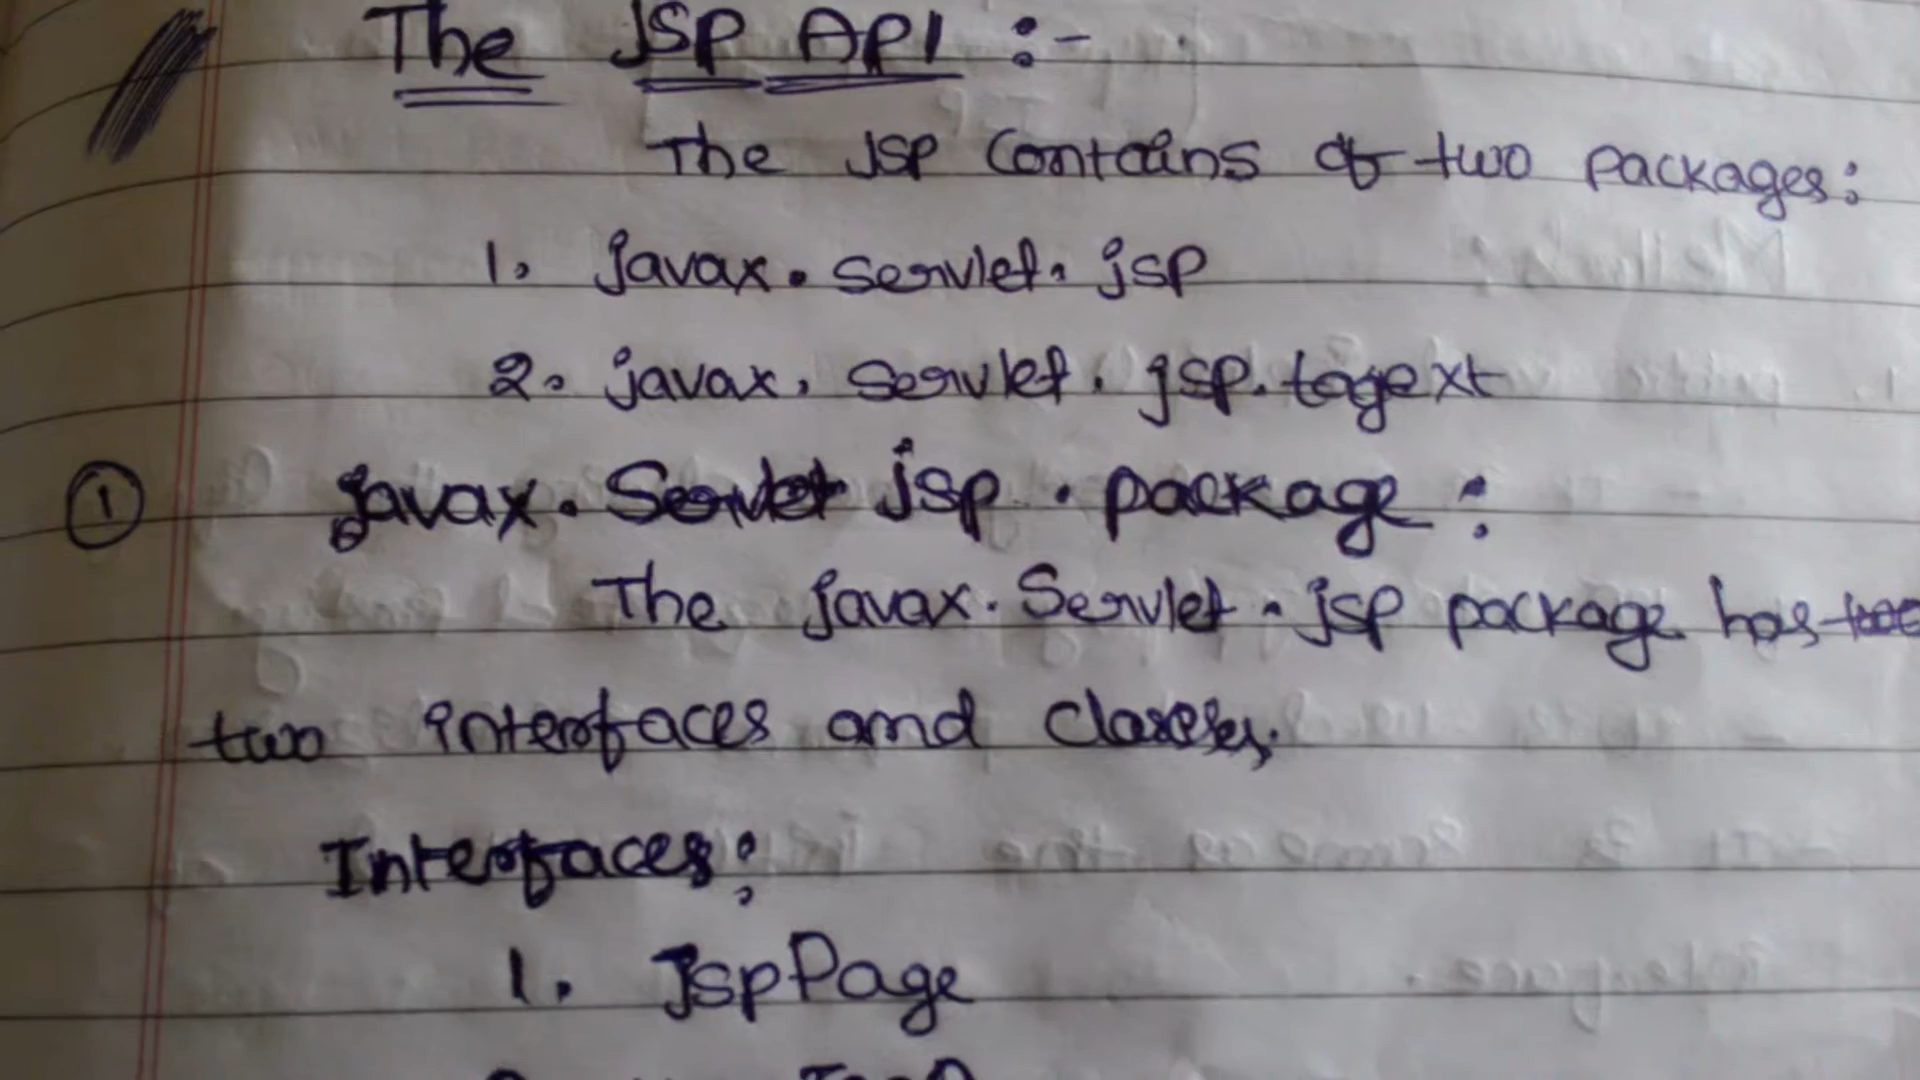 The JSP API :-
The JSP Contains of two packages:
1. javax.servlet.jsp
2. javax.servlet.jsp.tagext
① javax.Servlet jsp.package:
The javax.Servlet.jsp package has
two interfaces and classes.
Interfaces:
1. JspPage